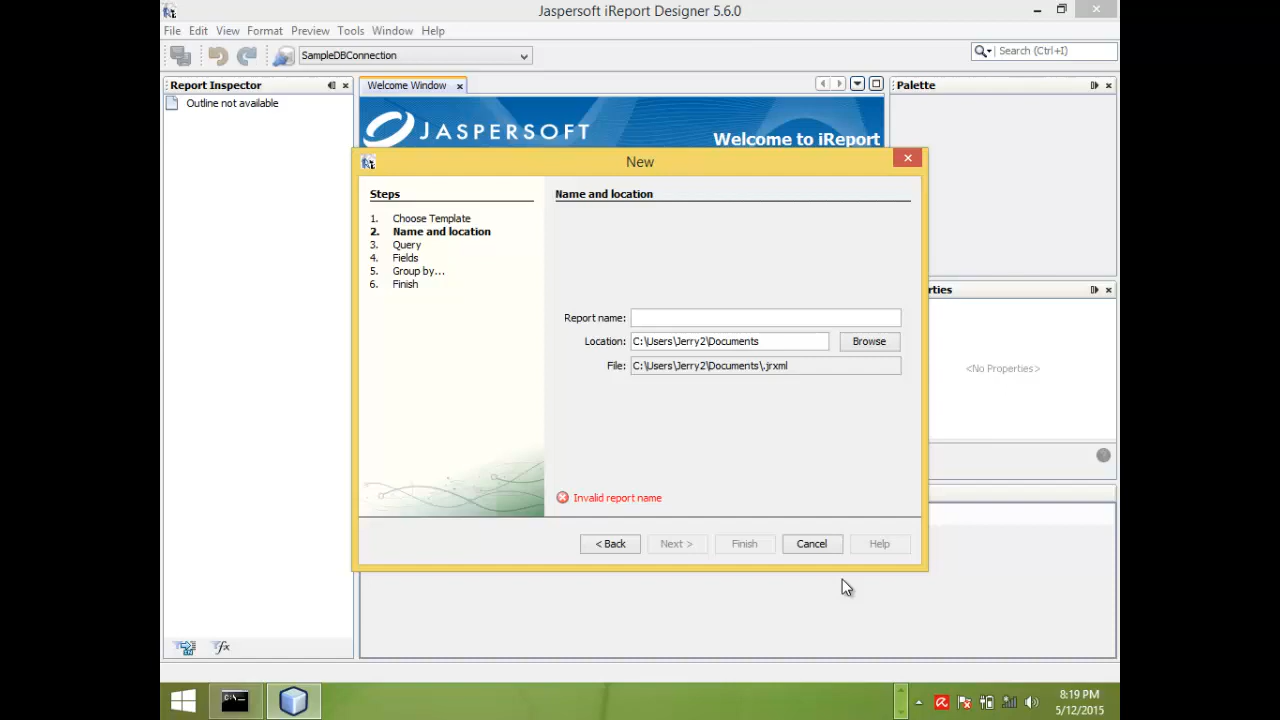 Jaspersoft iReport Designer 5.6.0
File Edit View Format Preview Tools Window Help
SampleDBConnection
Search (Ctrl+I)
Report Inspector
Outline not available
Welcome Window
JASPERSOFT
Welcome to iReport
Palette
New
Steps
1. Choose Template
2. Name and location
3. Query
4. Fields
5. Group by...
6. Finish
Name and location
Report name:
Location: C:\Users\Jerry2\Documents Browse
File: C:\Users\Jerry2\Documents\.jrxml
Invalid report name
< Back Next > Finish Cancel Help
rties
<No Properties>
fx
C:\
8:19 PM
5/12/2015